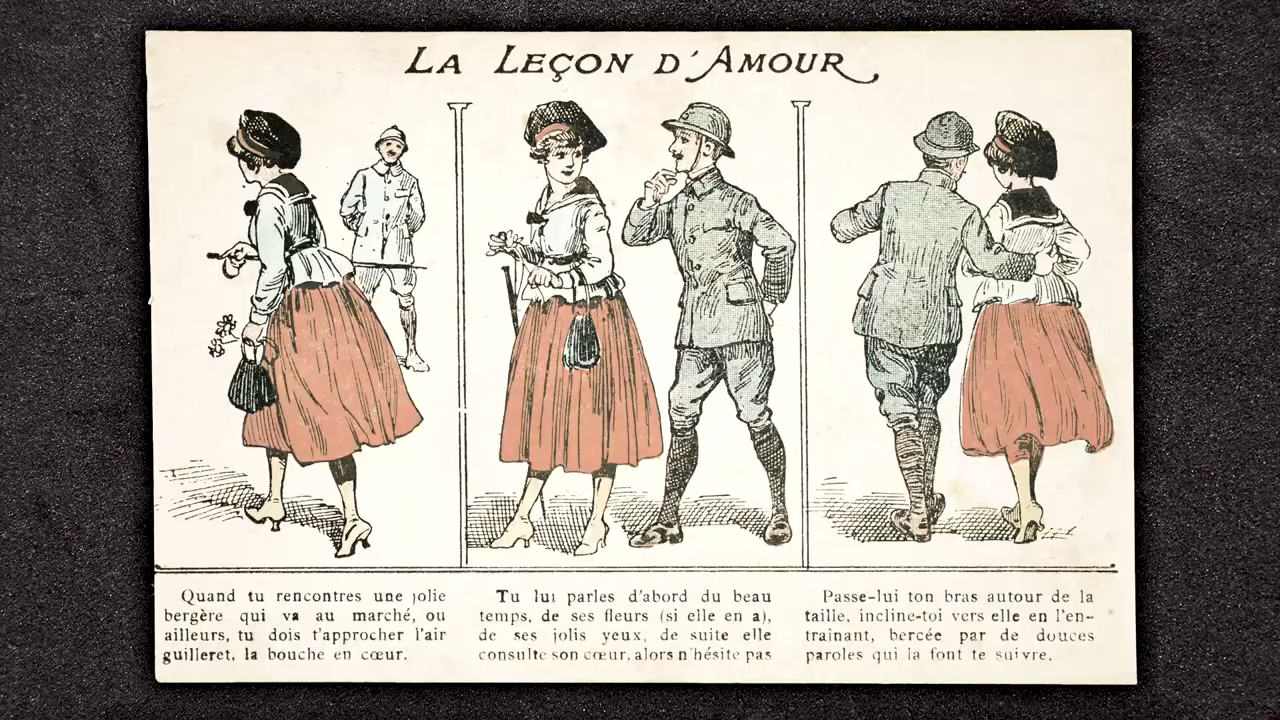 LA LEÇON D'AMOUR
Quand tu rencontres une jolie
bergère qui va au marché, ou
ailleurs, tu dois t'approcher l'air
guilleret, la bouche en cœur.
Tu lui parles d'abord du beau
temps, de ses fleurs (si elle en a),
de ses jolis yeux, de suite elle
consulte son cœur, alors n'hésite pas
Passe-lui ton bras autour de la
taille, incline-toi vers elle en l'en-
trainant, bercée par de douces
paroles qui la font te suivre.